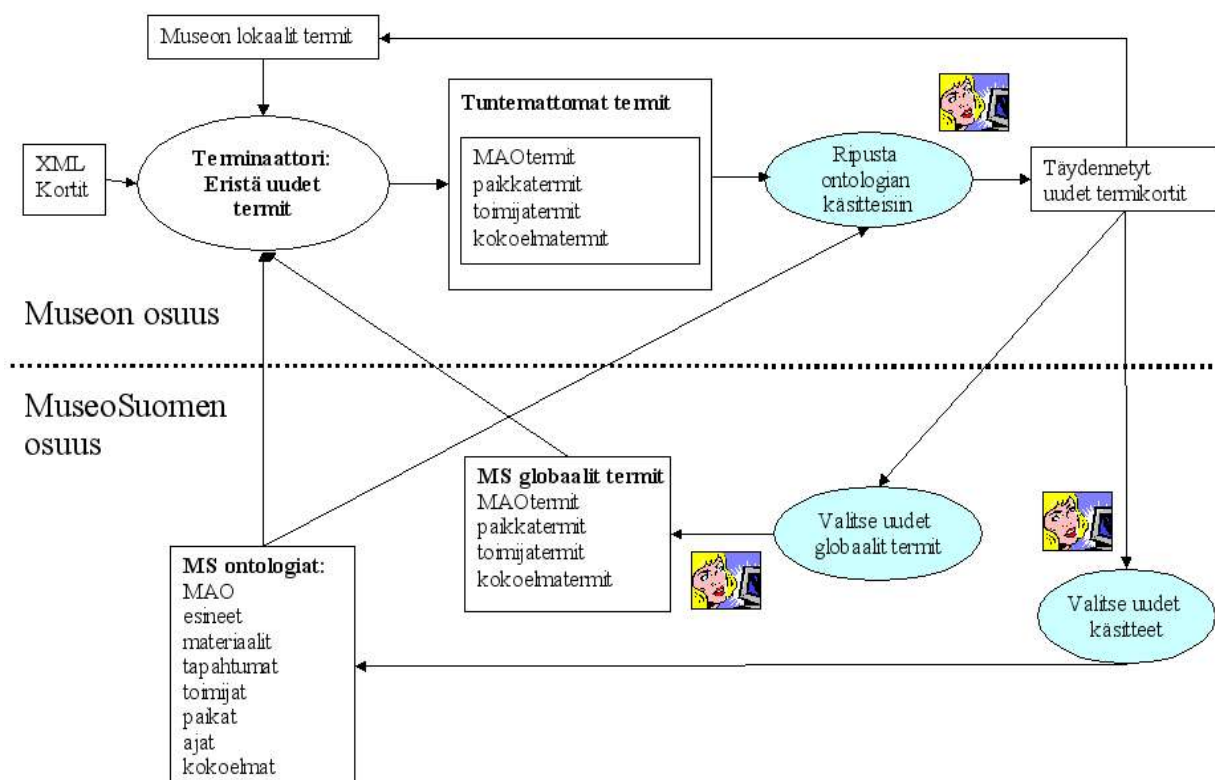 Museon lokaalit termit
XML
Kortit
Terminaattori:
Eristä uudet
termit
Tuntemattomat termit
MAOtermit
paikkatermit
toimijatermit
kokoelmatermit
Ripusta
ontologian
käsitteisiin
Täydennetyt
uudet termikortit
Museon osuus
MuseoSuomen
osuus
MS globaalit termit
MAOtermit
paikkatermit
toimijatermit
kokoelmatermit
Valitse uudet
globaalit termit
Valitse uudet
käsitteet
MS ontologiat:
MAO
esineet
materiaalit
tapahtumat
toimijat
paikat
ajat
kokoelmat